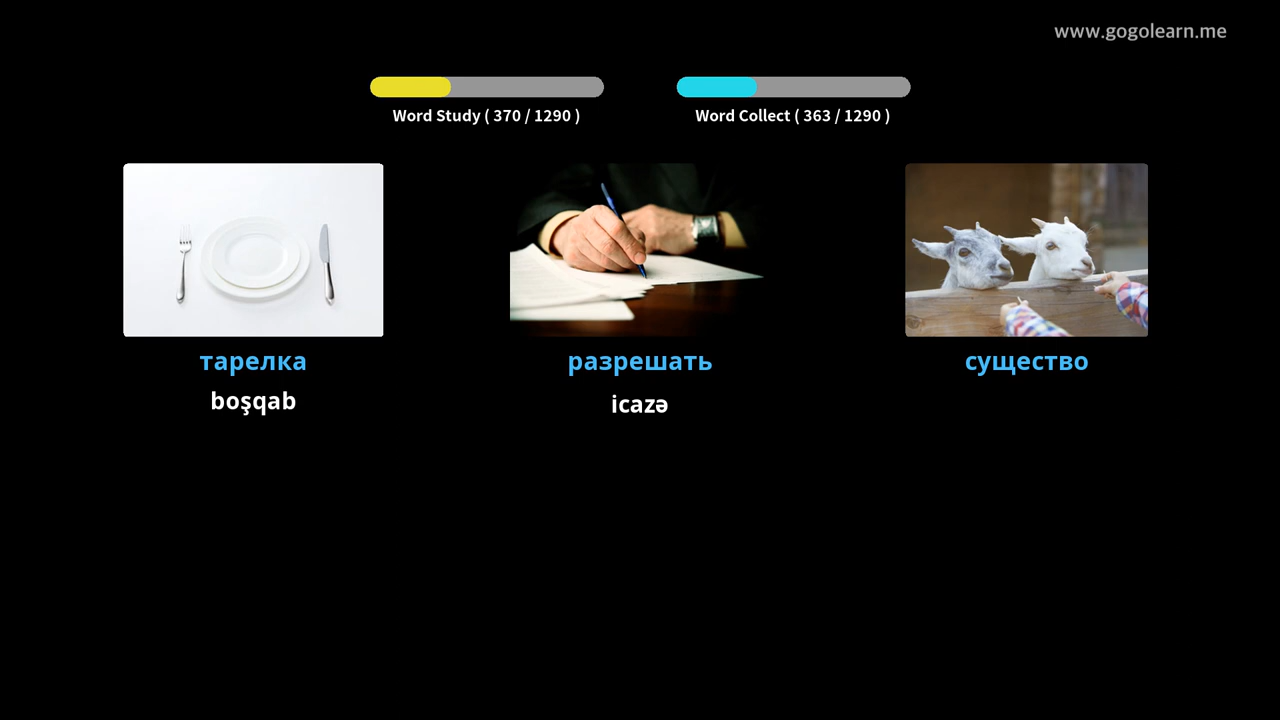 www.gogolearn.me
Word Study ( 370 / 1290 )
Word Collect ( 363 / 1290 )
тарелка
разрешать
существо
boşqab
icazə